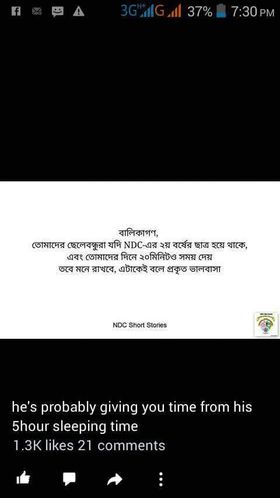 3G H G 37% 7:30 PM
বালিকাগণ,
তোমাদের ছেলেবন্ধুরা যদি NDC-এর ২য় বর্ষের ছাত্র হয়ে থাকে,
এবং তোমাদের দিনে ২০মিনিটও সময় দেয়
তবে মনে রাখবে, এটাকেই বলে প্রকৃত ভালবাসা
NDC Short Stories
he's probably giving you time from his
5hour sleeping time
1.3K likes 21 comments